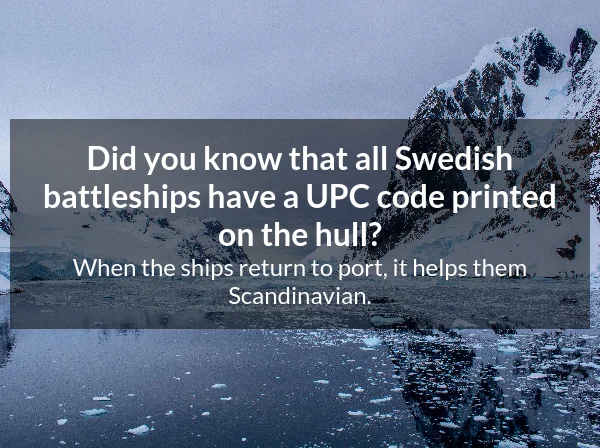 Did you know that all Swedish
battleships have a UPC code printed
on the hull?
When the ships return to port, it helps them
Scandinavian.